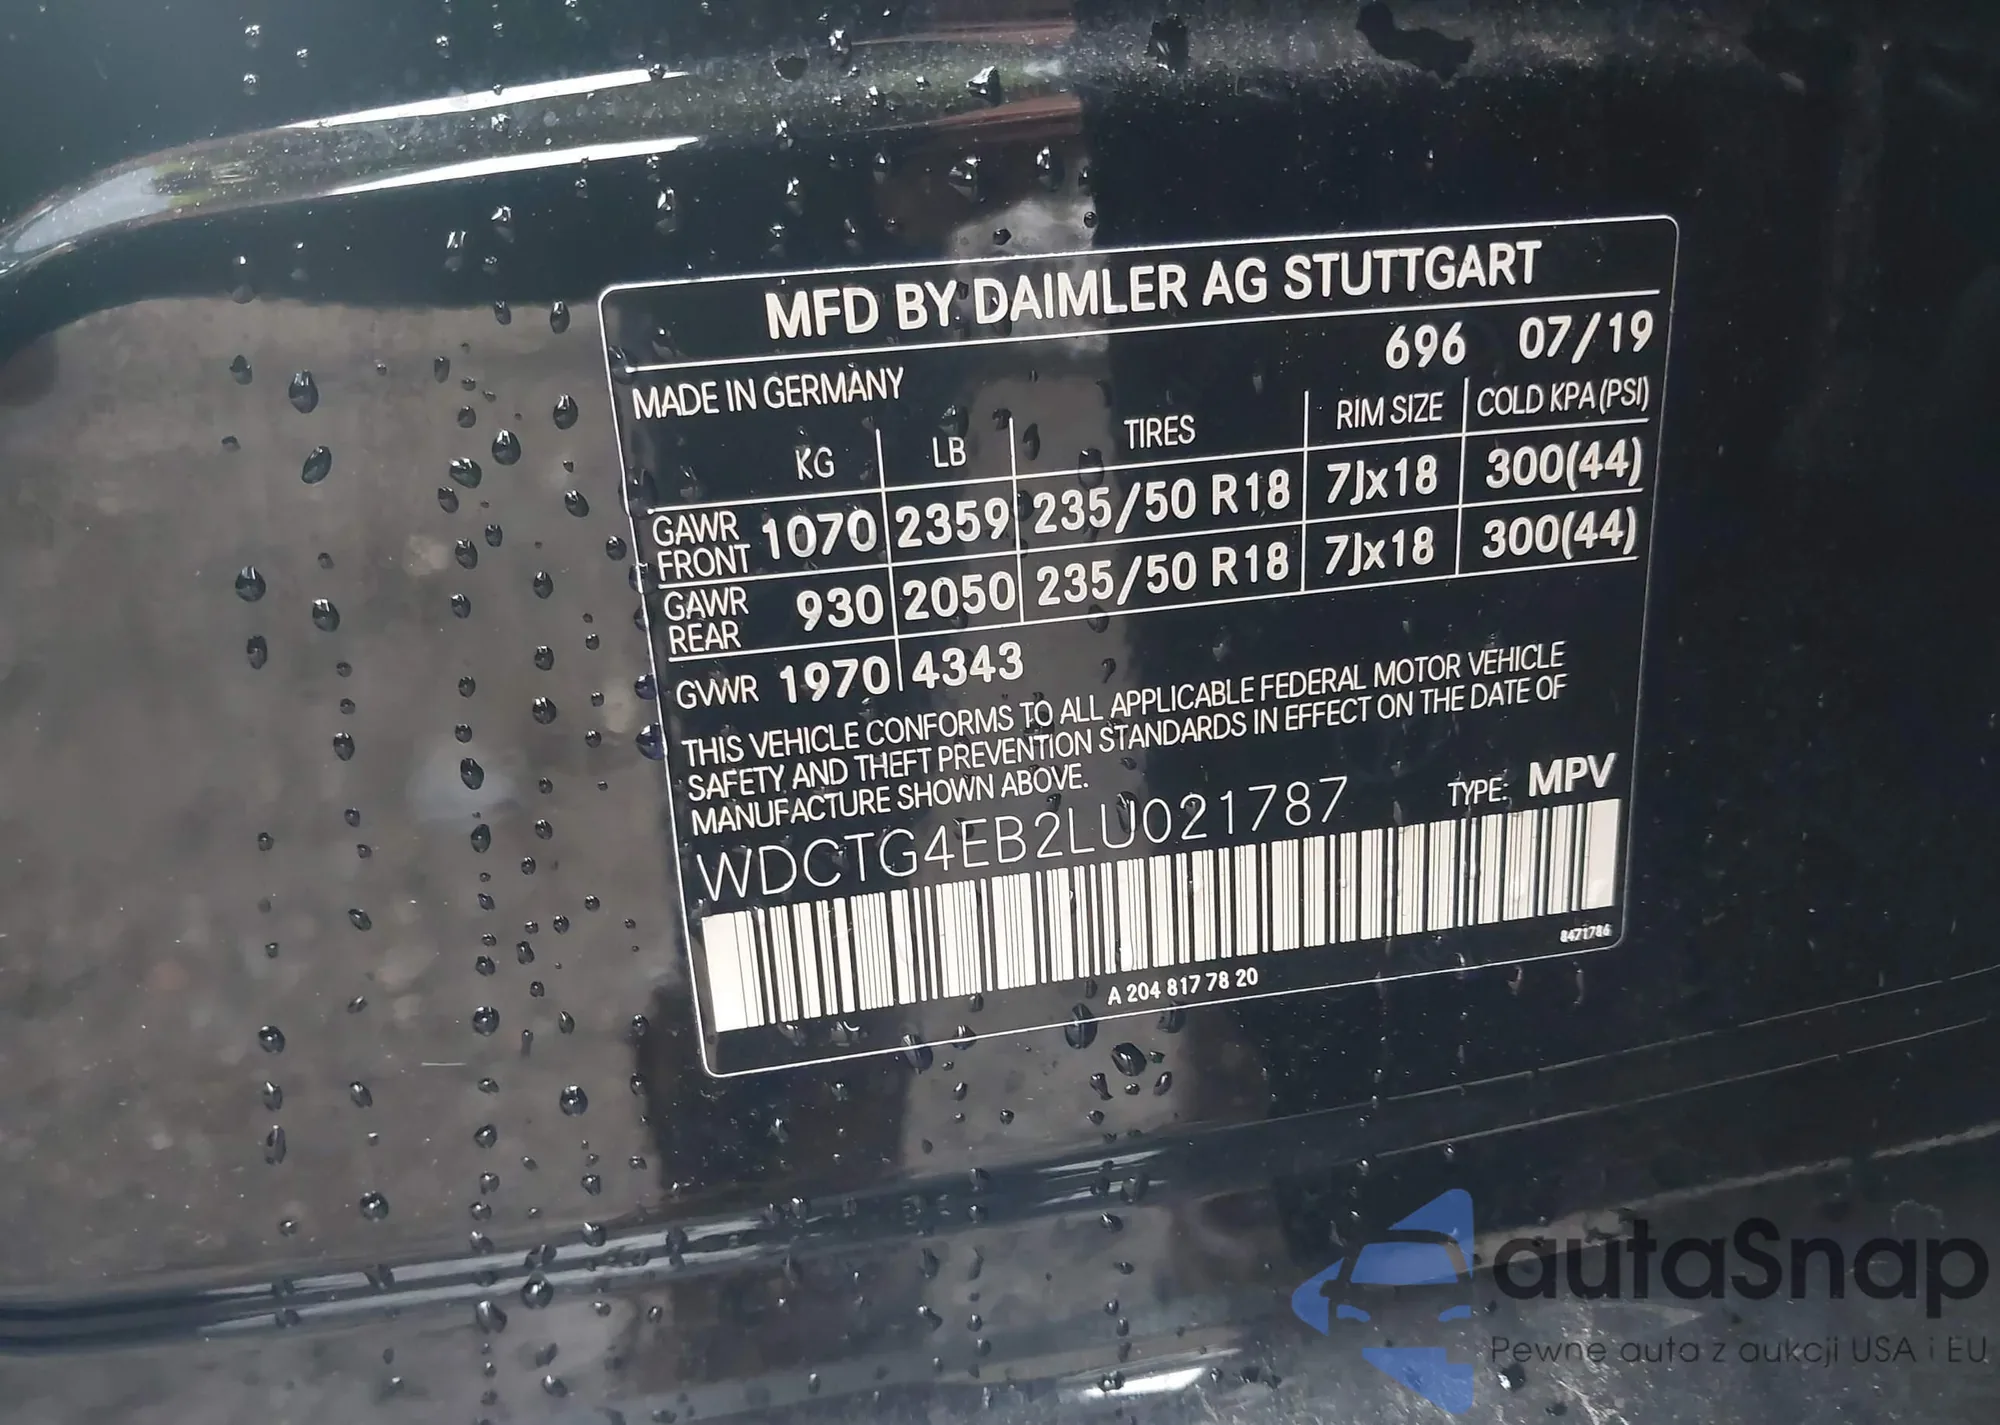 MFD BY DAIMLER AG STUTTGART
696 07/19
MADE IN GERMANY
KG LB TIRES RIM SIZE COLD KPA (PSI)
GAWR FRONT 1070 2359 235/50 R18 7Jx18 300(44)
GAWR REAR 930 2050 235/50 R18 7Jx18 300(44)
GVWR 1970 4343
THIS VEHICLE CONFORMS TO ALL APPLICABLE FEDERAL MOTOR VEHICLE
SAFETY AND THEFT PREVENTION STANDARDS IN EFFECT ON THE DATE OF
MANUFACTURE SHOWN ABOVE.
WDCTG4EB2LU021787 TYPE: MPV
8471786
A 204 817 78 20
autaSnap
Pewne auta z aukcji USA i EU